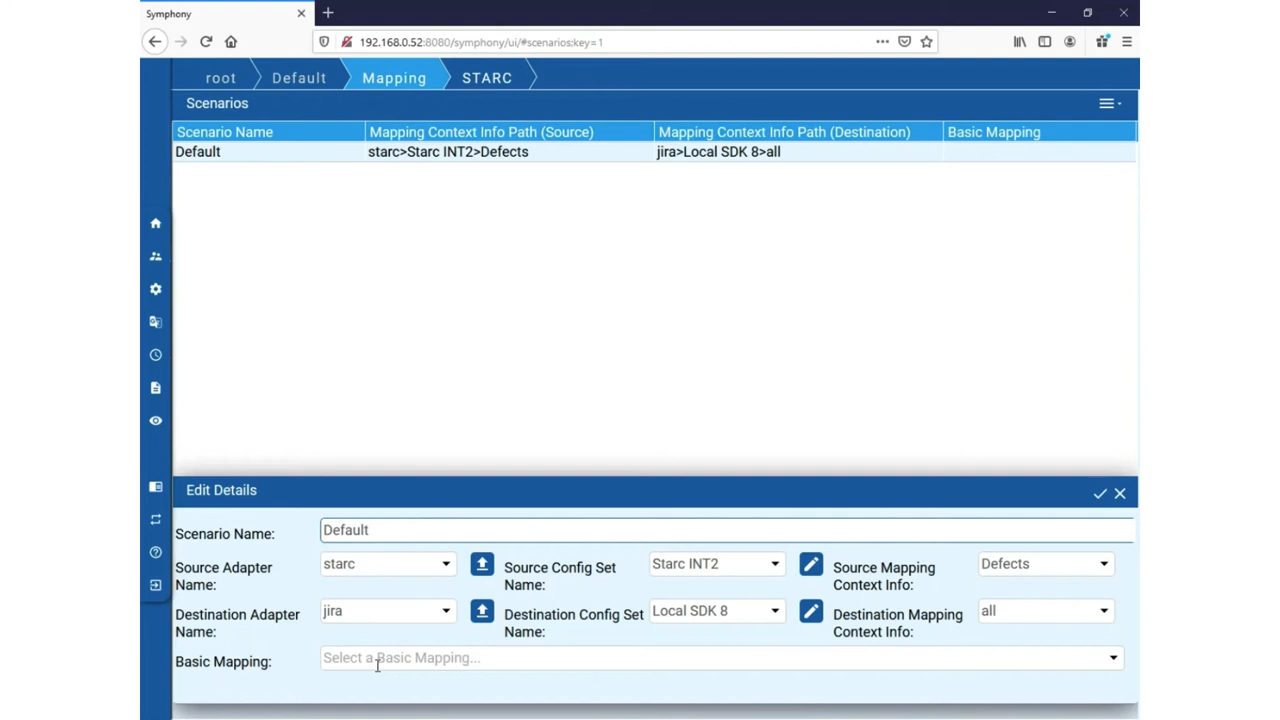 Symphony
192.168.0.52:8080/symphony/ui/#scenarios;key=1
root Default Mapping STARC
Scenarios
Scenario Name Mapping Context Info Path (Source) Mapping Context Info Path (Destination) Basic Mapping
Default starc>Starc INT2>Defects jira>Local SDK 8>all
Edit Details
Scenario Name: Default
Source Adapter Name: starc Source Config Set Name: Starc INT2 Source Mapping Context Info: Defects
Destination Adapter Name: jira Destination Config Set Name: Local SDK 8 Destination Mapping Context Info: all
Basic Mapping: Select a Basic Mapping...